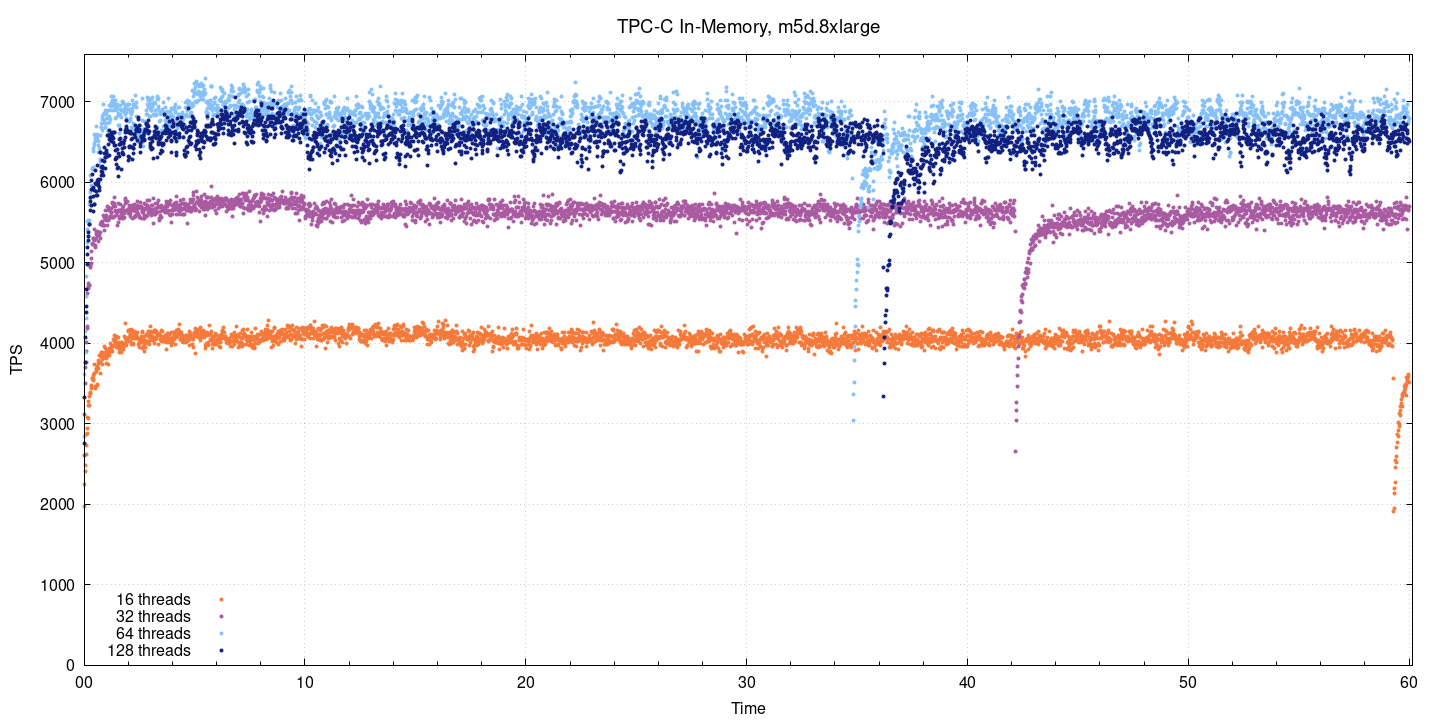 TPC-C In-Memory, m5d.8xlarge
7000
6000
5000
4000
3000
2000
1000
0
TPS
16 threads
32 threads
64 threads
128 threads
00 10 20 30 40 50 60
Time